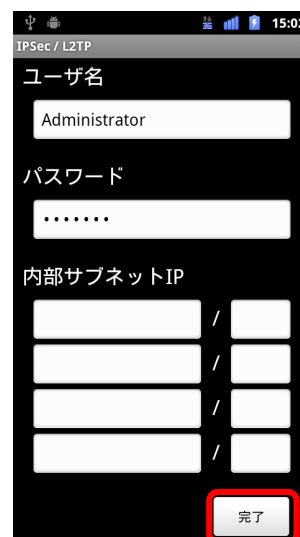 3G 15:02
IPSec / L2TP
ユーザ名
Administrator
パスワード
•••••••
内部サブネットIP
/
/
/
/
完了